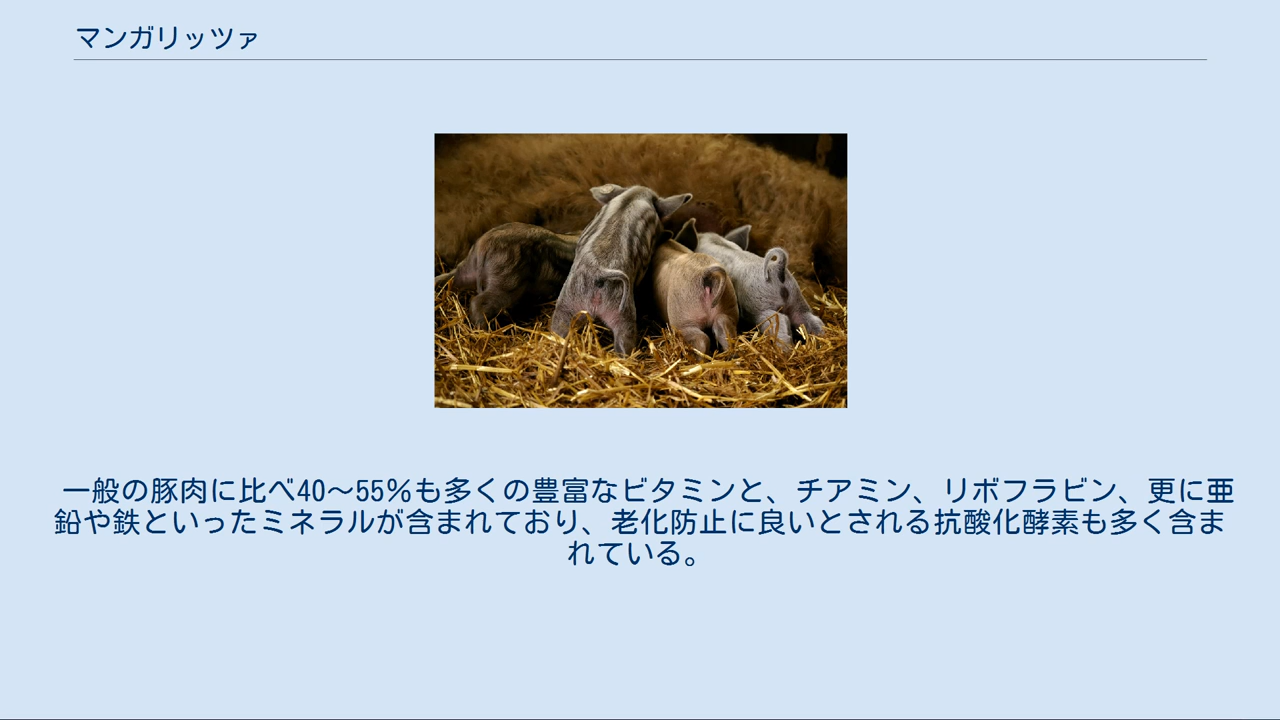 マンガリッツァ
一般の豚肉に比べ40～55％も多くの豊富なビタミンと、チアミン、リボフラビン、更に亜
鉛や鉄といったミネラルが含まれており、老化防止に良いとされる抗酸化酵素も多く含ま
れている。